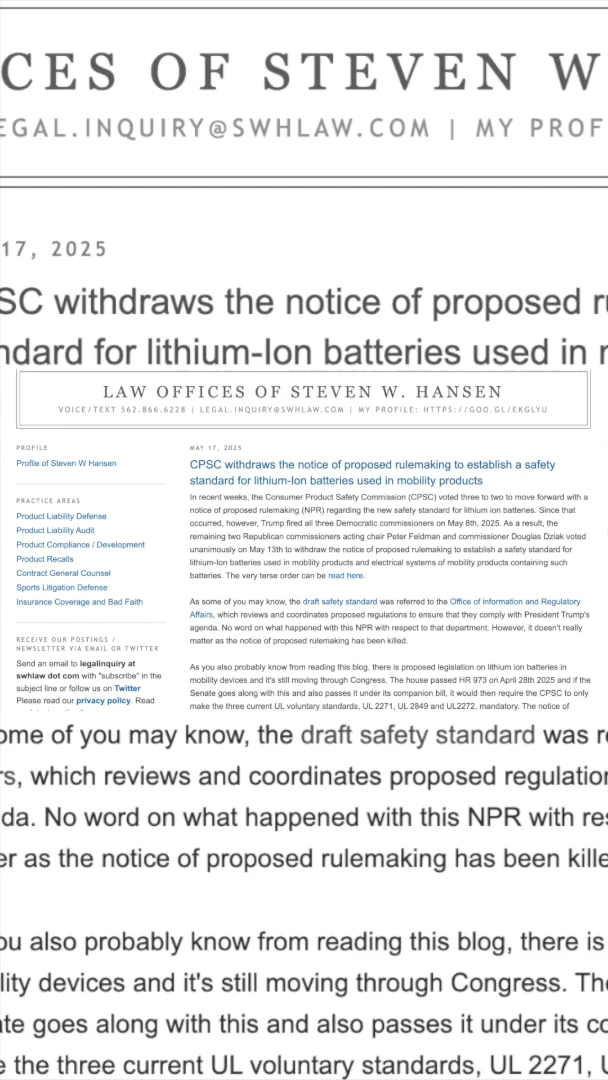 CES OF STEVEN W
EGAL.INQUIRY@SWHLAW.COM | MY PROF
17, 2025
SC withdraws the notice of proposed ru
ndard for lithium-Ion batteries used in m
LAW OFFICES OF STEVEN W. HANSEN
VOICE/TEXT 562.866.6228 | LEGAL.INQUIRY@SWHLAW.COM | MY PROFILE: HTTPS://GOO.GL/EKGLYU
PROFILE
Profile of Steven W Hansen
PRACTICE AREAS
Product Liability Defense
Product Liability Audit
Product Compliance / Development
Product Recalls
Contract General Counsel
Sports Litigation Defense
Insurance Coverage and Bad Faith
RECEIVE OUR POSTINGS /
NEWSLETTER VIA EMAIL OR TWITTER
Send an email to legalinquiry at
swhlaw dot com with "subscribe" in the
subject line or follow us on Twitter
Please read our privacy policy. Read
MAY 17, 2025
CPSC withdraws the notice of proposed rulemaking to establish a safety
standard for lithium-Ion batteries used in mobility products
In recent weeks, the Consumer Product Safety Commission (CPSC) voted three to two to move forward with a
notice of proposed rulemaking (NPR) regarding the new safety standard for lithium ion batteries. Since that
occurred, however, Trump fired all three Democratic commissioners on May 8th, 2025. As a result, the
remaining two Republican commissioners acting chair Peter Feldman and commissioner Douglas Dziak voted
unanimously on May 13th to withdraw the notice of proposed rulemaking to establish a safety standard for
lithium-Ion batteries used in mobility products and electrical systems of mobility products containing such
batteries. The very terse order can be read here.
As some of you may know, the draft safety standard was referred to the Office of information and Regulatory
Affairs, which reviews and coordinates proposed regulations to ensure that they comply with President Trump's
agenda. No word on what happened with this NPR with respect to that department. However, it doesn't really
matter as the notice of proposed rulemaking has been killed.
As you also probably know from reading this blog, there is proposed legislation on lithium ion batteries in
mobility devices and it's still moving through Congress. The house passed HR 973 on April 28th 2025 and if the
Senate goes along with this and also passes it under its companion bill, it would then require the CPSC to only
make the three current UL voluntary standards, UL 2271, UL 2849 and UL2272, mandatory. The notice of
ome of you may know, the draft safety standard was re
rs, which reviews and coordinates proposed regulation
da. No word on what happened with this NPR with res
er as the notice of proposed rulemaking has been kille
ou also probably know from reading this blog, there is
ility devices and it's still moving through Congress. The
ate goes along with this and also passes it under its co
e the three current UL voluntary standards, UL 2271, U